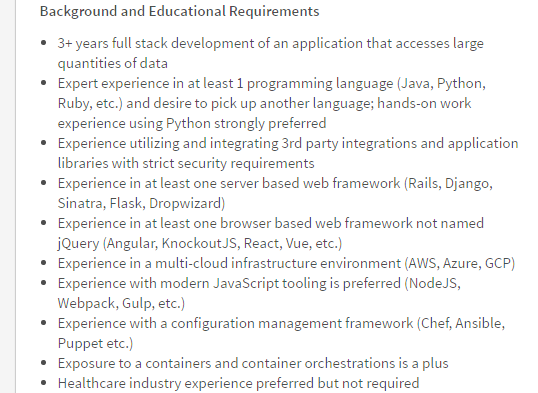 Background and Educational Requirements
• 3+ years full stack development of an application that accesses large
quantities of data
• Expert experience in at least 1 programming language (Java, Python,
Ruby, etc.) and desire to pick up another language; hands-on work
experience using Python strongly preferred
• Experience utilizing and integrating 3rd party integrations and application
libraries with strict security requirements
• Experience in at least one server based web framework (Rails, Django,
Sinatra, Flask, Dropwizard)
• Experience in at least one browser based web framework not named
jQuery (Angular, KnockoutJS, React, Vue, etc.)
• Experience in a multi-cloud infrastructure environment (AWS, Azure, GCP)
• Experience with modern JavaScript tooling is preferred (NodeJS,
Webpack, Gulp, etc.)
• Experience with a configuration management framework (Chef, Ansible,
Puppet etc.)
• Exposure to a containers and container orchestrations is a plus
• Healthcare industry experience preferred but not required